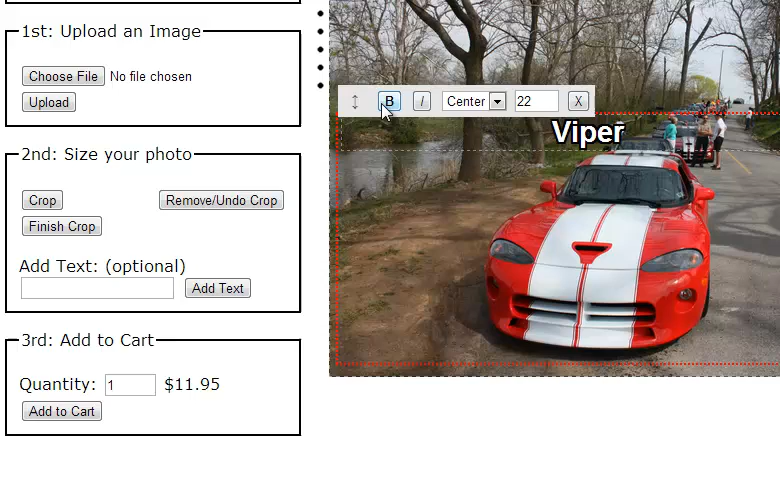 1st: Upload an Image
Choose File No file chosen
Upload
2nd: Size your photo
Crop Remove/Undo Crop
Finish Crop
Add Text: (optional)
Add Text
3rd: Add to Cart
Quantity: 1 $11.95
Add to Cart
B I Center 22 X
Viper